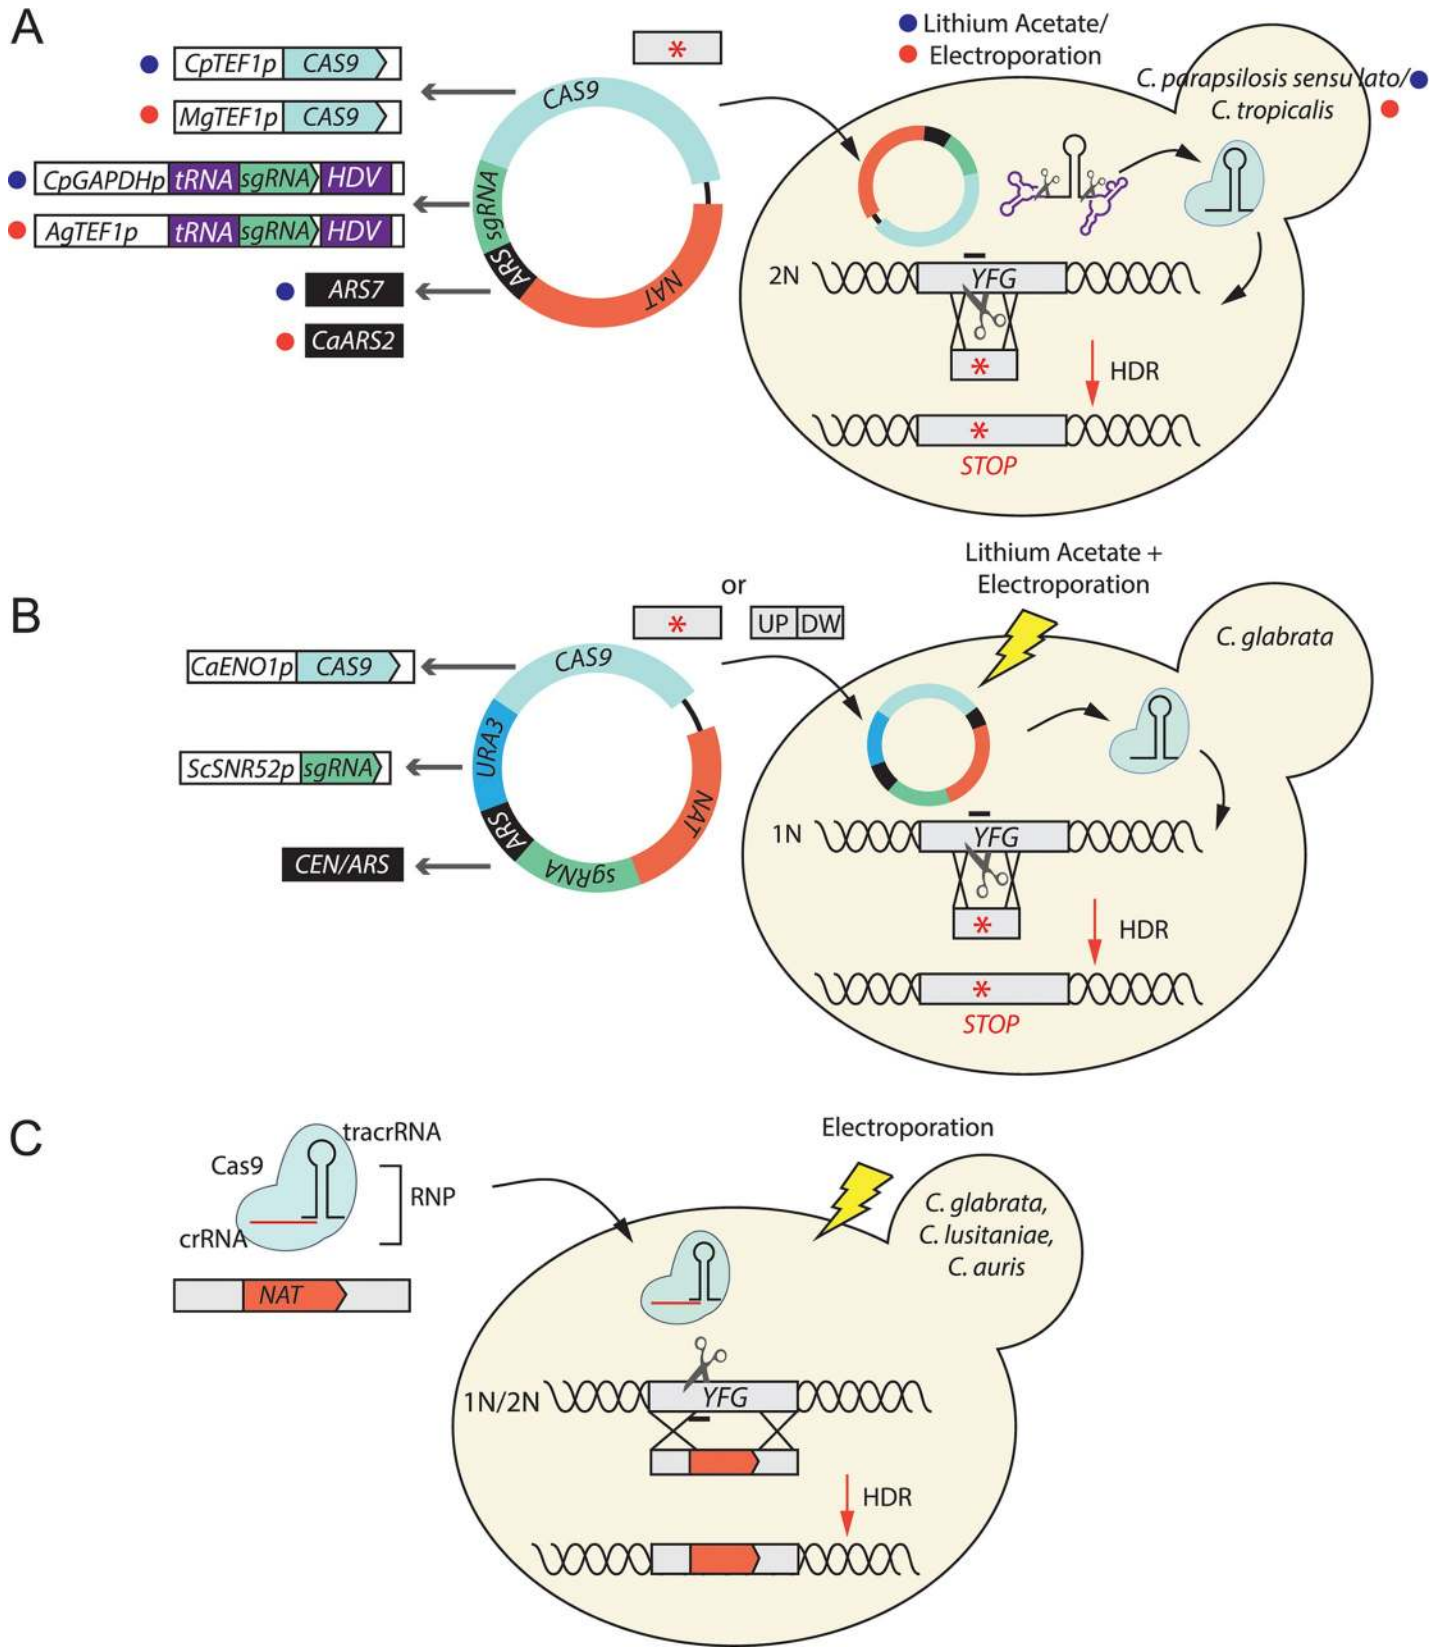 A
CpTEF1p CAS9
MgTEF1p CAS9
CpGAPDHp tRNA sgRNA HDV
AgTEF1p tRNA sgRNA HDV
ARS7
CaARS2
*
CAS9
sgRNA
ARS
NAT
Lithium Acetate/
Electroporation
C. parapsilosis sensu lato/
C. tropicalis
2N
YFG
*
HDR
*
STOP
B
CaENO1p CAS9
ScSNR52p sgRNA
CEN/ARS
or
*
UP DW
CAS9
URA3
ARS
sgRNA
NAT
Lithium Acetate +
Electroporation
C. glabrata
1N
YFG
*
HDR
*
STOP
C
tracrRNA
Cas9
RNP
crRNA
NAT
Electroporation
C. glabrata,
C. lusitaniae,
C. auris
1N/2N
YFG
HDR